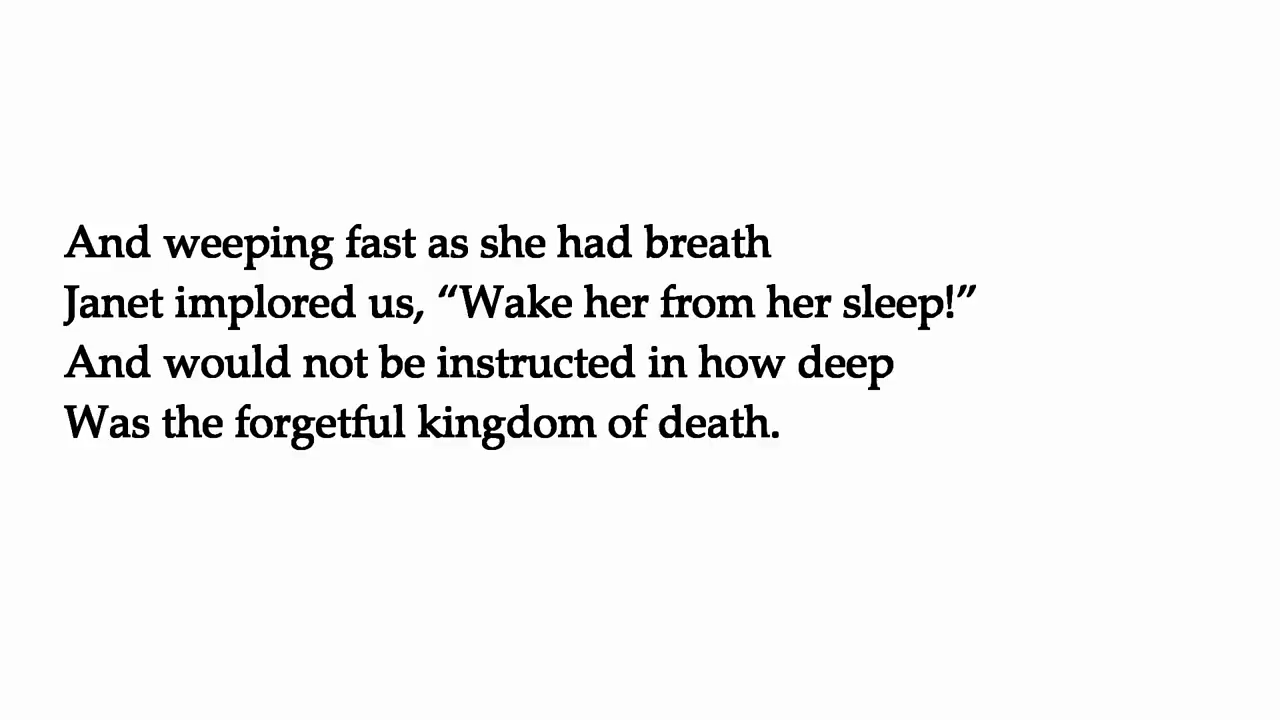 And weeping fast as she had breath
Janet implored us, “Wake her from her sleep!”
And would not be instructed in how deep
Was the forgetful kingdom of death.